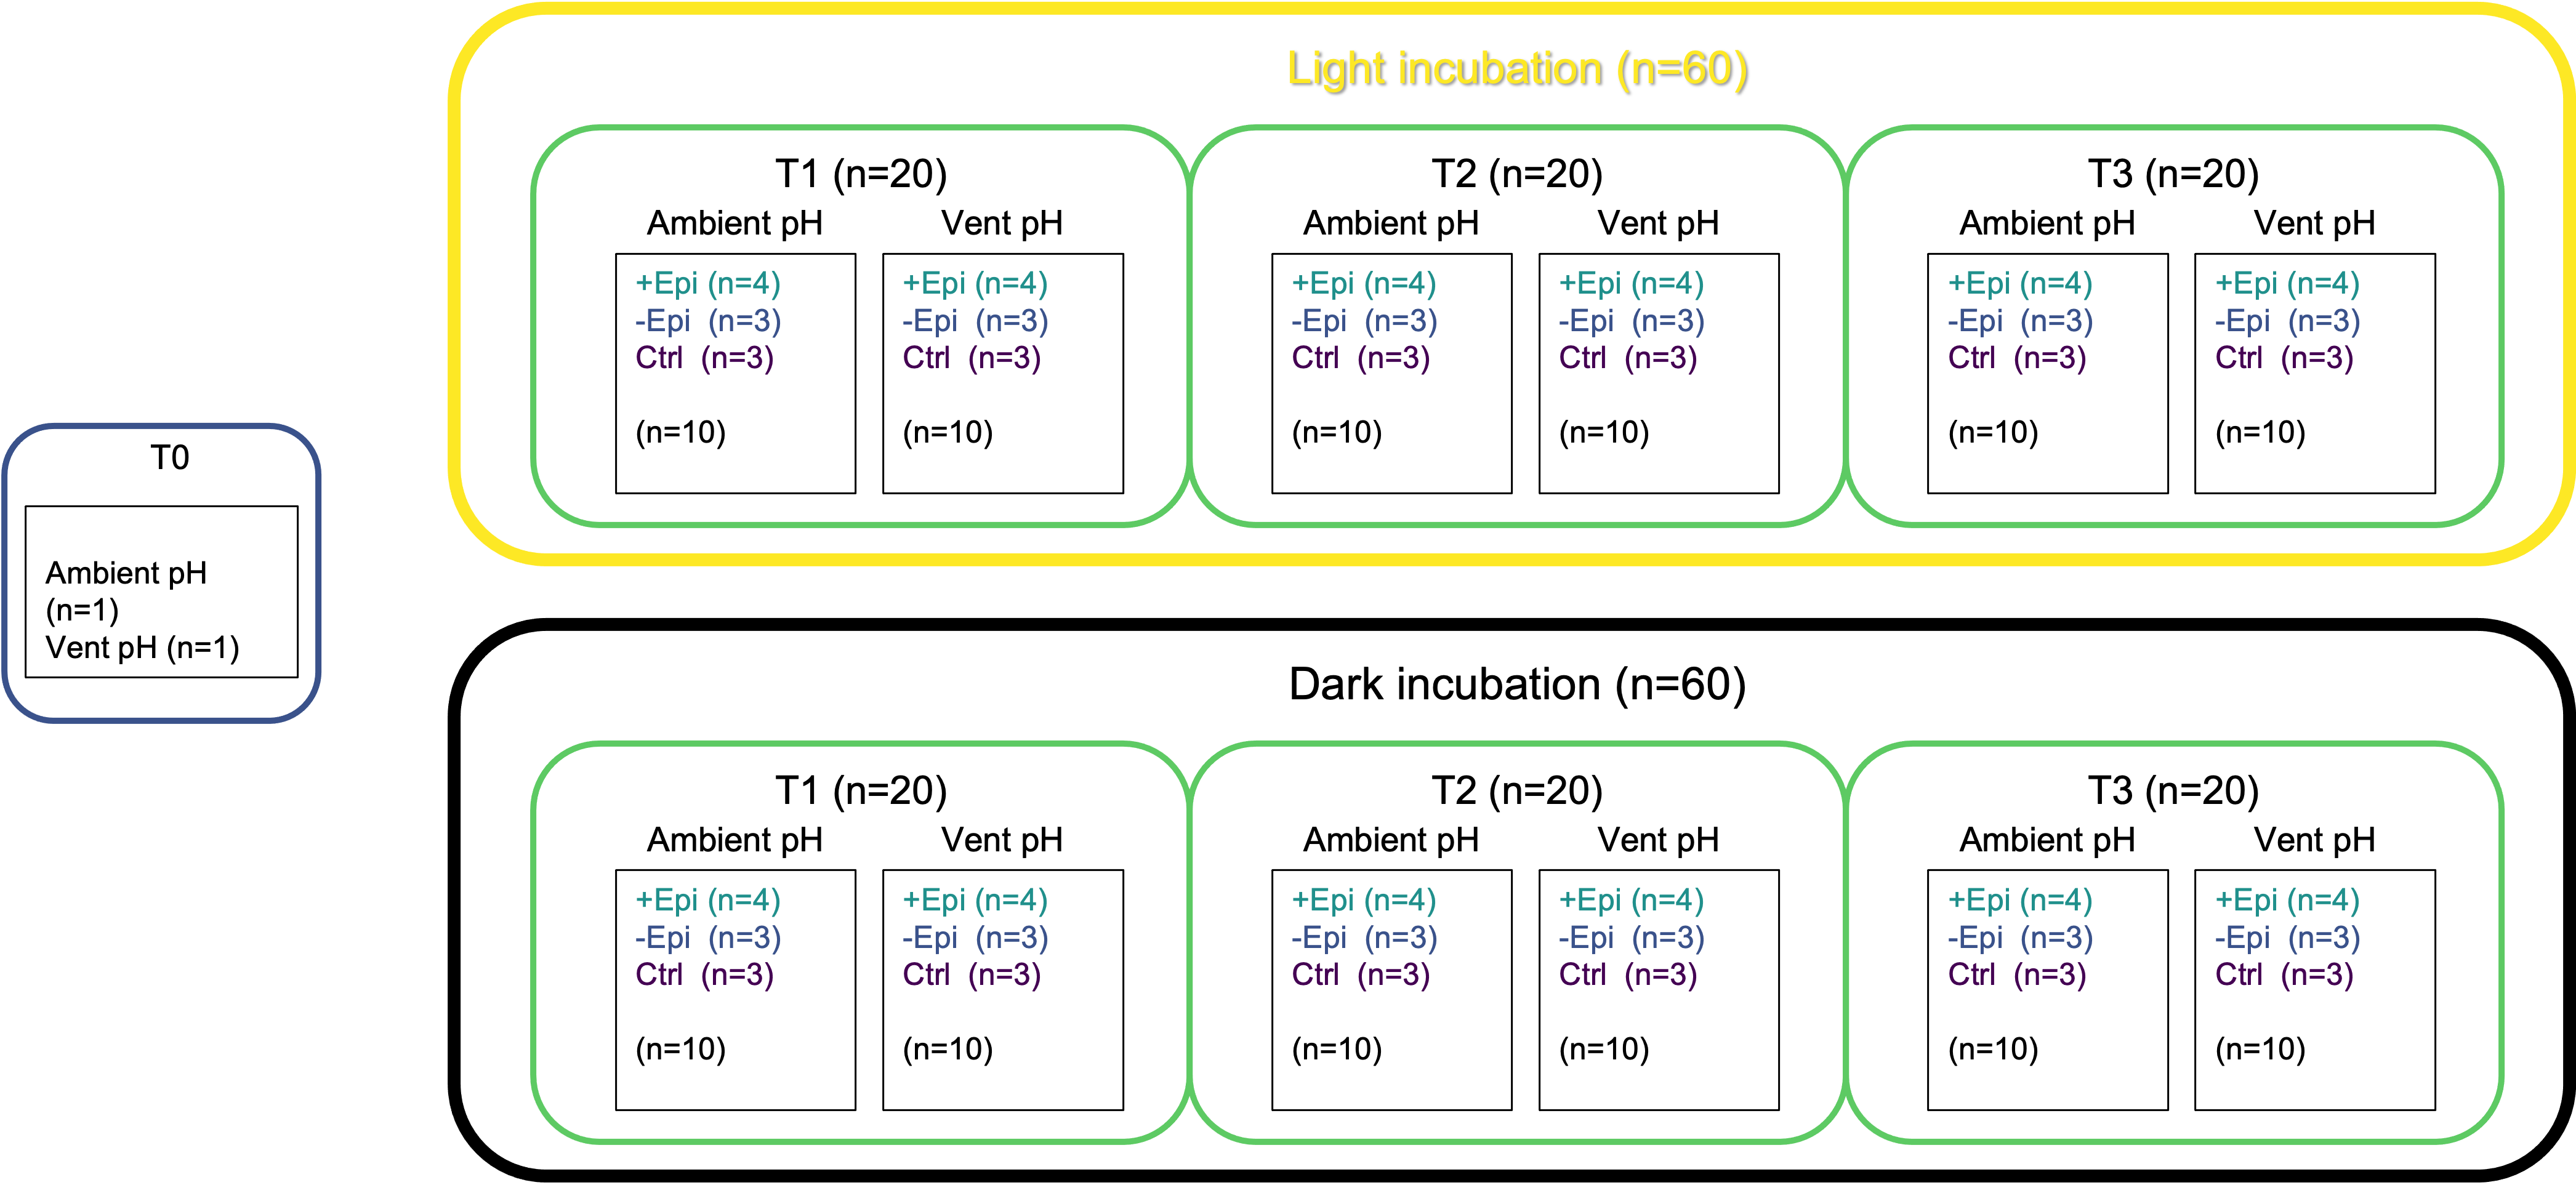 Light incubation (n=60)
T1 (n=20)
Ambient pH
Vent pH
+Epi (n=4)
-Epi (n=3)
Ctrl (n=3)
(n=10)
+Epi (n=4)
-Epi (n=3)
Ctrl (n=3)
(n=10)
T2 (n=20)
Ambient pH
Vent pH
+Epi (n=4)
-Epi (n=3)
Ctrl (n=3)
(n=10)
+Epi (n=4)
-Epi (n=3)
Ctrl (n=3)
(n=10)
T3 (n=20)
Ambient pH
Vent pH
+Epi (n=4)
-Epi (n=3)
Ctrl (n=3)
(n=10)
+Epi (n=4)
-Epi (n=3)
Ctrl (n=3)
(n=10)
T0
Ambient pH
(n=1)
Vent pH (n=1)
Dark incubation (n=60)
T1 (n=20)
Ambient pH
Vent pH
+Epi (n=4)
-Epi (n=3)
Ctrl (n=3)
(n=10)
+Epi (n=4)
-Epi (n=3)
Ctrl (n=3)
(n=10)
T2 (n=20)
Ambient pH
Vent pH
+Epi (n=4)
-Epi (n=3)
Ctrl (n=3)
(n=10)
+Epi (n=4)
-Epi (n=3)
Ctrl (n=3)
(n=10)
T3 (n=20)
Ambient pH
Vent pH
+Epi (n=4)
-Epi (n=3)
Ctrl (n=3)
(n=10)
+Epi (n=4)
-Epi (n=3)
Ctrl (n=3)
(n=10)